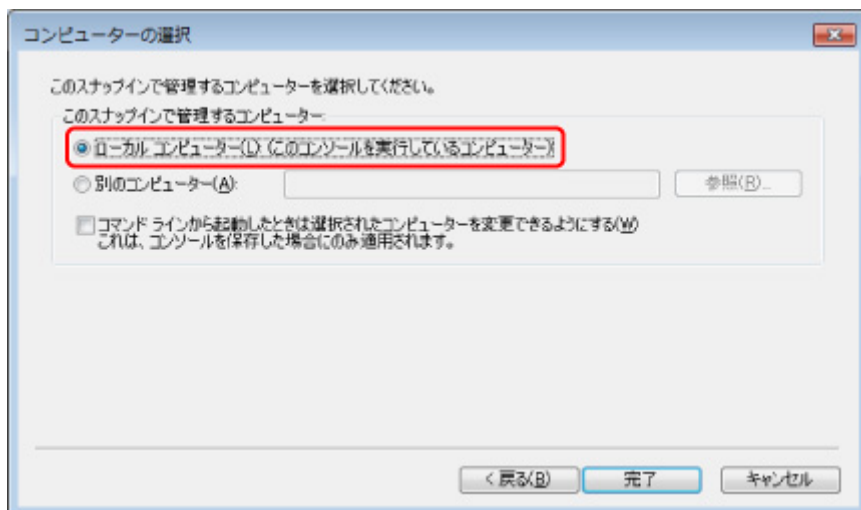 コンピューターの選択
このスナップインで管理するコンピューターを選択してください。
このスナップインで管理するコンピューター:
ローカル コンピューター(L): (このコンソールを実行しているコンピューター)
別のコンピューター(A):
参照(R)...
コマンド ラインから起動したときは選択されたコンピューターを変更できるようにする(W)
これは、コンソールを保存した場合にのみ適用されます。
< 戻る(B)
完了
キャンセル